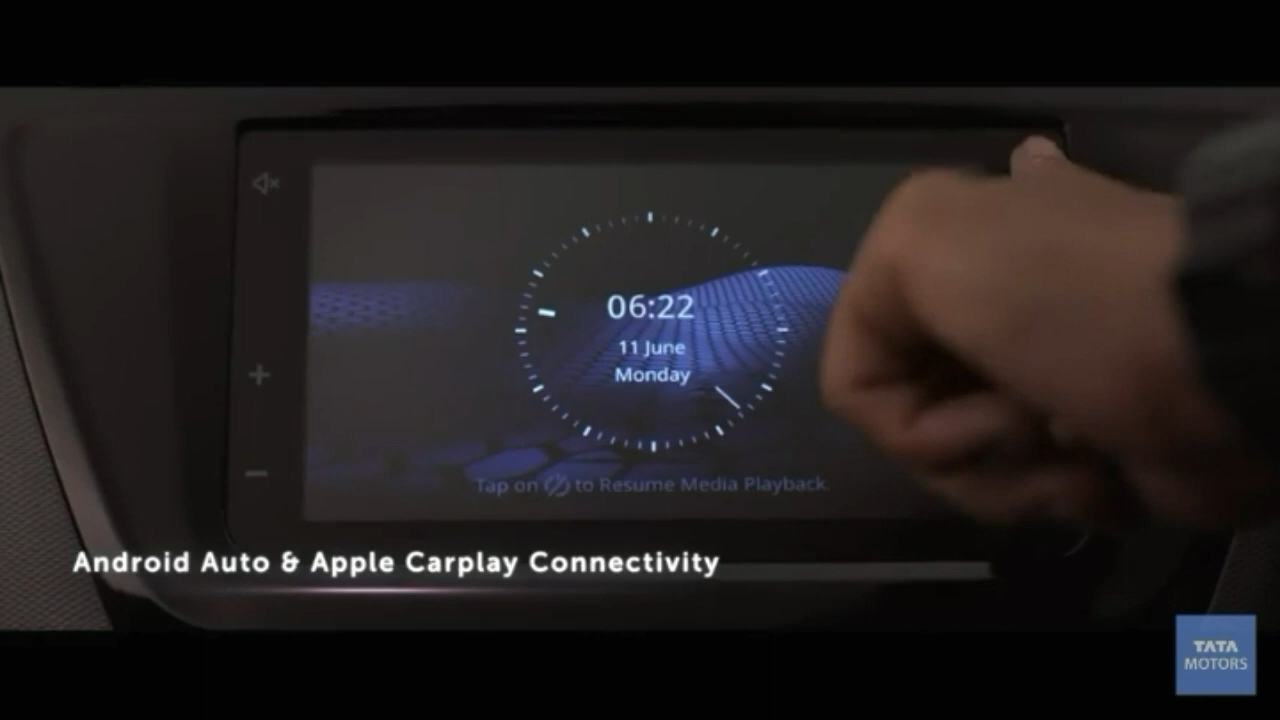 06:22
11 June
Monday
Tap on to Resume Media Playback.
Android Auto & Apple Carplay Connectivity
TATA
MOTORS